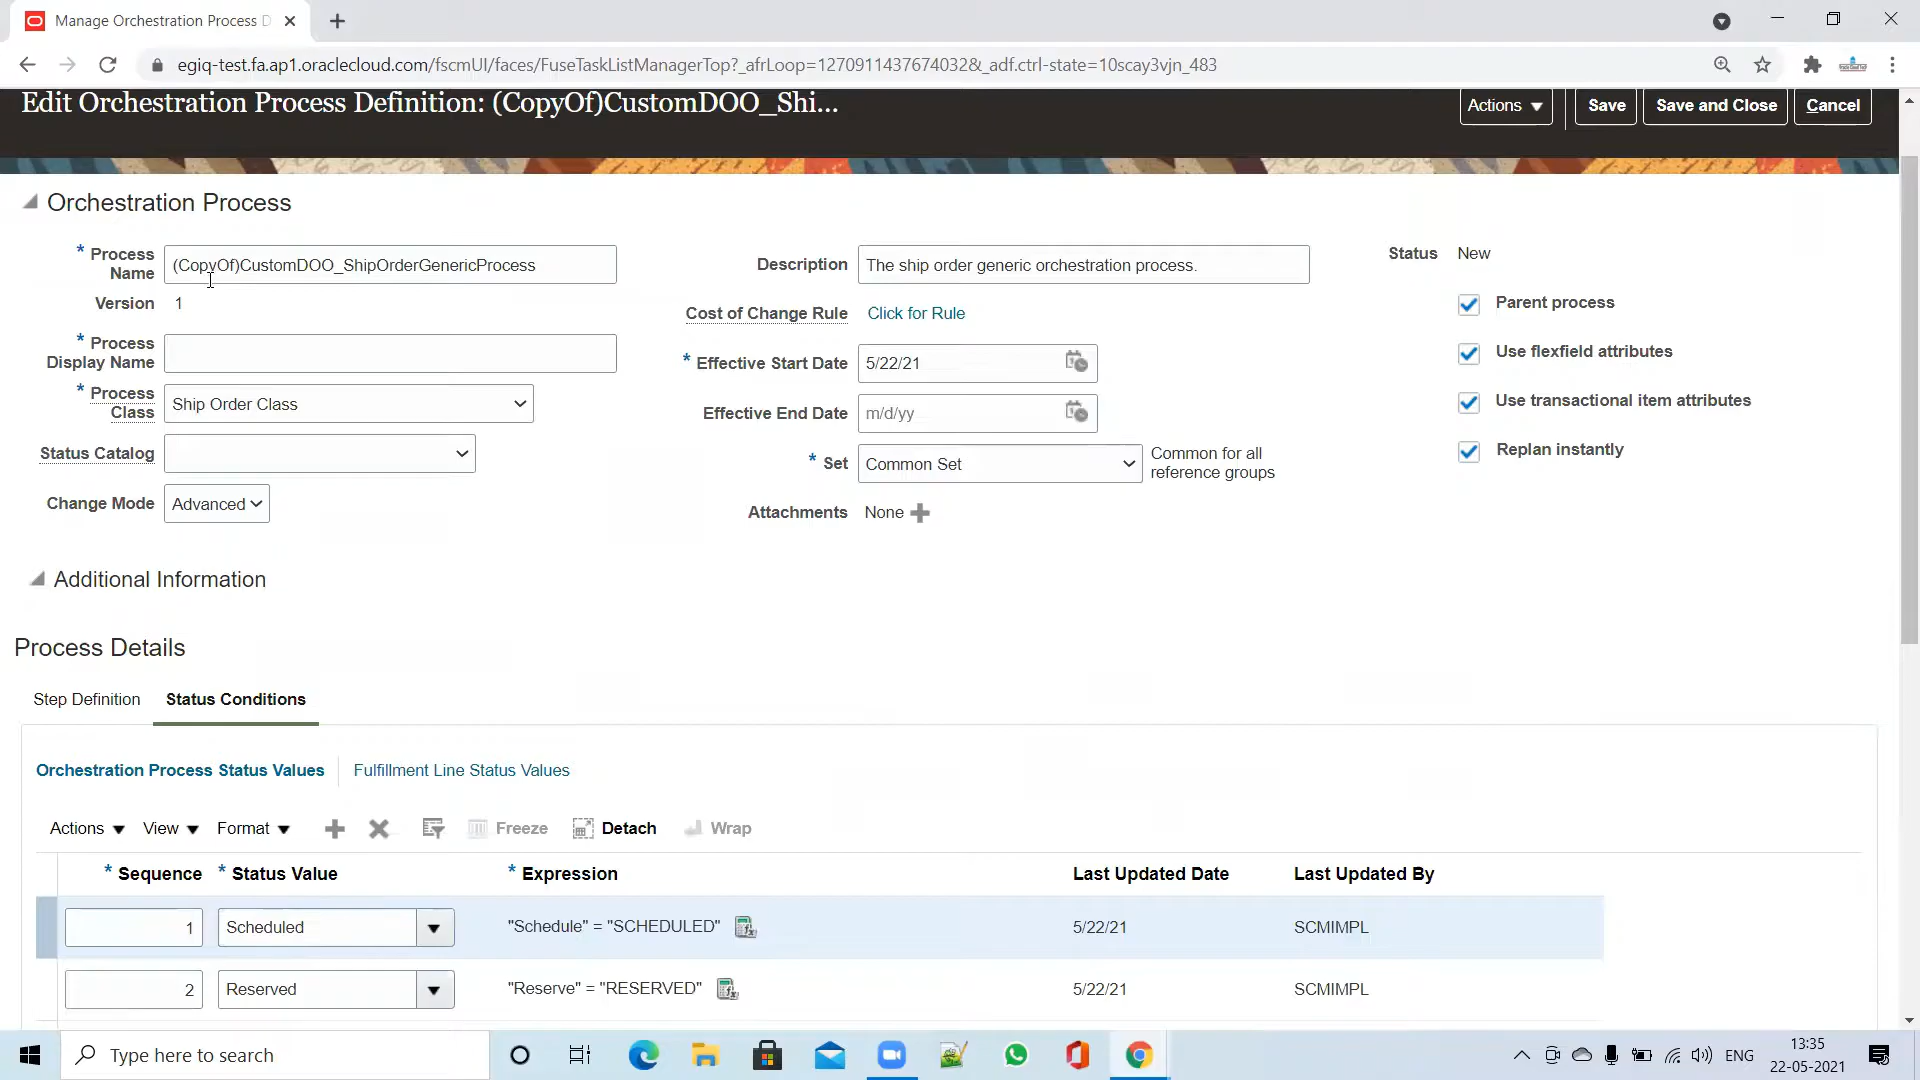 Manage Orchestration Process D
egiq-test.fa.ap1.oraclecloud.com/fscmUI/faces/FuseTaskListManagerTop?_afrLoop=1270911437674032&_adf.ctrl-state=10scay3vjn_483
Edit Orchestration Process Definition: (CopyOf)CustomDOO_Shi...
Actions Save Save and Close Cancel
Orchestration Process
* Process Name (CopyOf)CustomDOO_ShipOrderGenericProcess
Version 1
* Process Display Name
* Process Class Ship Order Class
Status Catalog
Change Mode Advanced
Description The ship order generic orchestration process.
Cost of Change Rule Click for Rule
* Effective Start Date 5/22/21
Effective End Date m/d/yy
* Set Common Set Common for all reference groups
Attachments None
Status New
Parent process
Use flexfield attributes
Use transactional item attributes
Replan instantly
Additional Information
Process Details
Step Definition Status Conditions
Orchestration Process Status Values Fulfillment Line Status Values
Actions View Format Freeze Detach Wrap
* Sequence * Status Value * Expression Last Updated Date Last Updated By
1 Scheduled "Schedule" = "SCHEDULED" 5/22/21 SCMIMPL
2 Reserved "Reserve" = "RESERVED" 5/22/21 SCMIMPL
Type here to search
ENG
13:35
22-05-2021